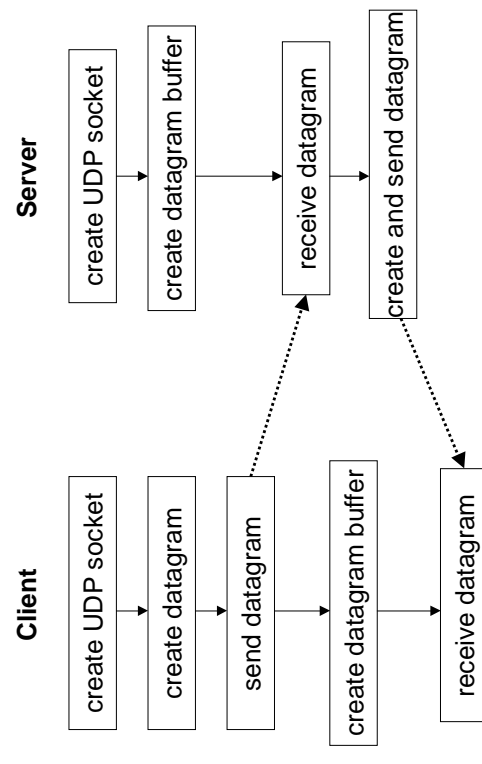 Client
create UDP socket
create datagram
send datagram
create datagram buffer
receive datagram
Server
create UDP socket
create datagram buffer
receive datagram
create and send datagram